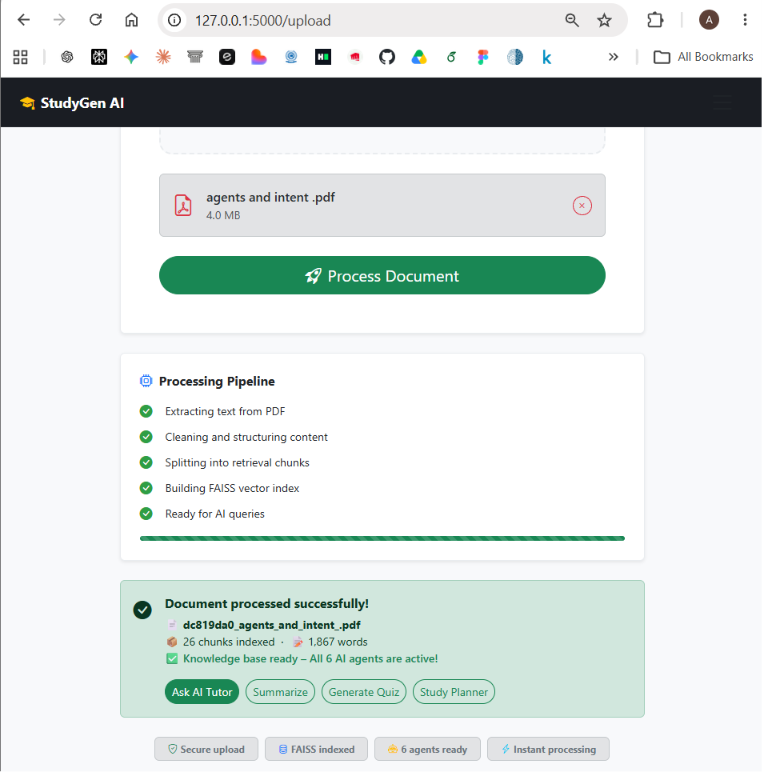 127.0.0.1:5000/upload
A
All Bookmarks
StudyGen AI
agents and intent .pdf
4.0 MB
Process Document
Processing Pipeline
Extracting text from PDF
Cleaning and structuring content
Splitting into retrieval chunks
Building FAISS vector index
Ready for AI queries
Document processed successfully!
dc819da0_agents_and_intent_.pdf
26 chunks indexed · 1,867 words
Knowledge base ready – All 6 AI agents are active!
Ask AI Tutor Summarize Generate Quiz Study Planner
Secure upload FAISS indexed 6 agents ready Instant processing